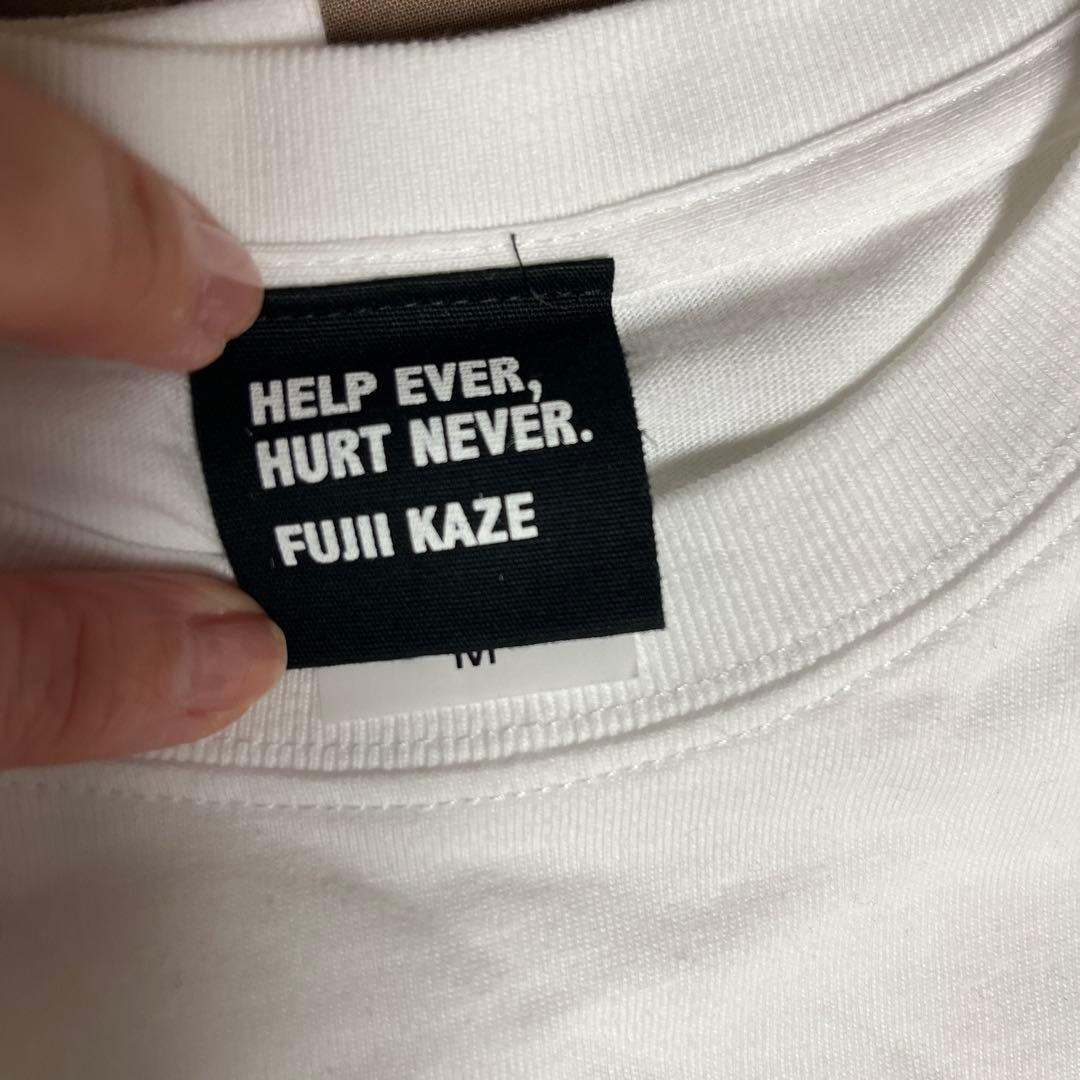 HELP EVER,
HURT NEVER.
FUJII KAZE
M